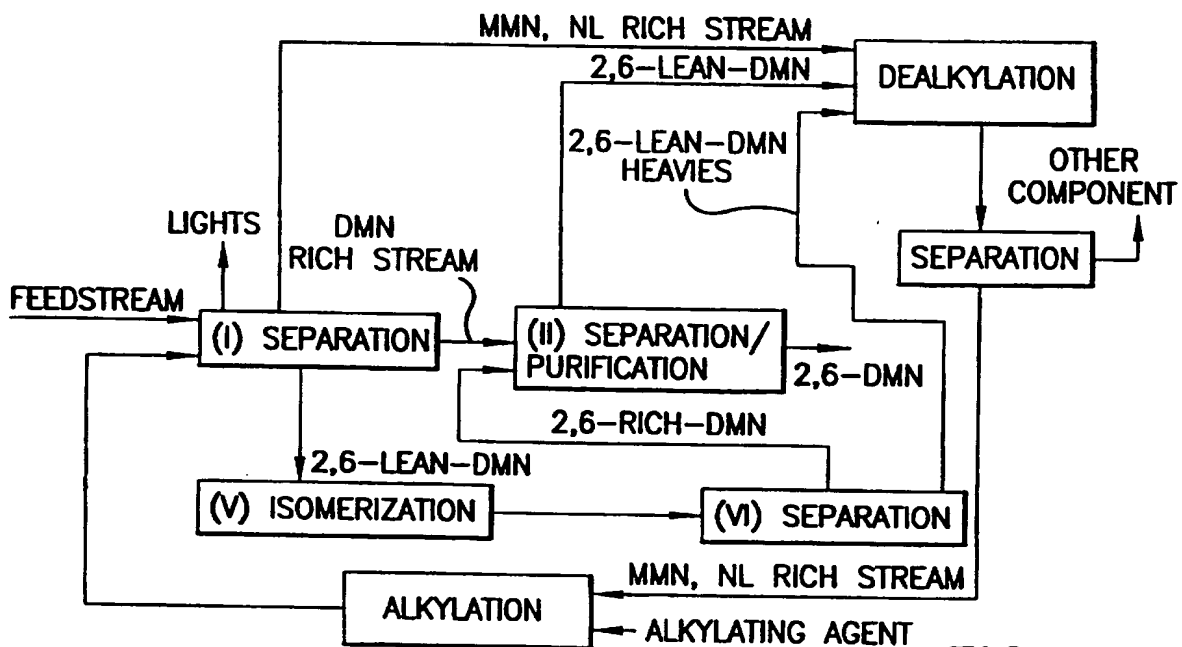 MMN, NL RICH STREAM
2,6-LEAN-DMN
DEALKYLATION
2,6-LEAN-DMN
HEAVIES
OTHER
COMPONENT
LIGHTS
DMN
RICH STREAM
SEPARATION
FEEDSTREAM
(I) SEPARATION
(II) SEPARATION/
PURIFICATION
2,6-DMN
2,6-RICH-DMN
2,6-LEAN-DMN
(V) ISOMERIZATION
(VI) SEPARATION
MMN, NL RICH STREAM
ALKYLATION
ALKYLATING AGENT